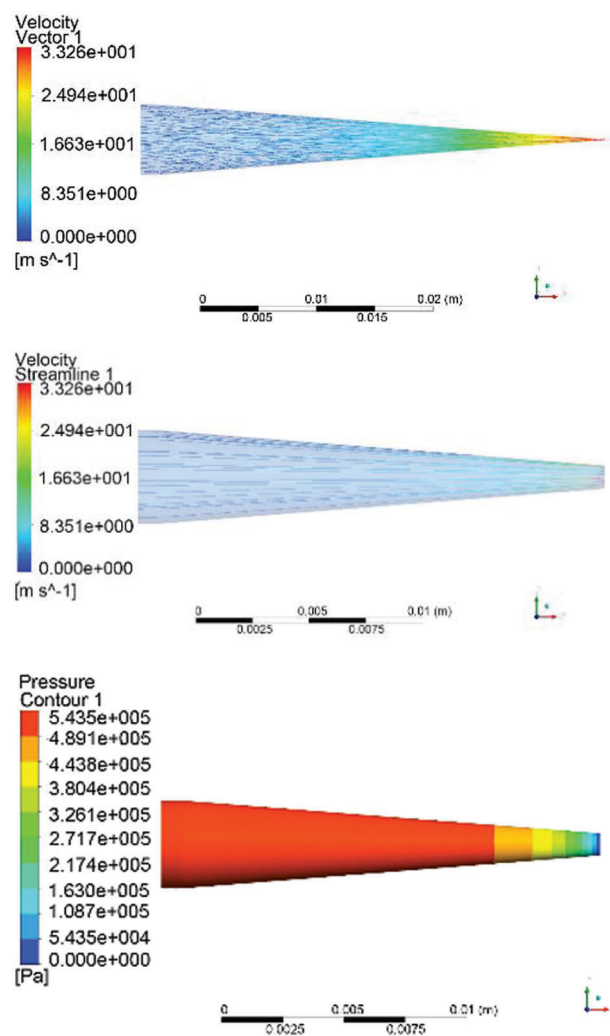 Velocity
Vector 1
3.326e+001
2.494e+001
1.663e+001
8.351e+000
0.000e+000
[m s^-1]
0 0.01 0.02 (m)
0.005 0.015
Velocity
Streamline 1
3.326e+001
2.494e+001
1.663e+001
8.351e+000
0.000e+000
[m s^-1]
0 0.005 0.01 (m)
0.0025 0.0075
Pressure
Contour 1
5.435e+005
4.891e+005
4.438e+005
3.804e+005
3.261e+005
2.717e+005
2.174e+005
1.630e+005
1.087e+005
5.435e+004
0.000e+000
[Pa]
0 0.005 0.01 (m)
0.0025 0.0075